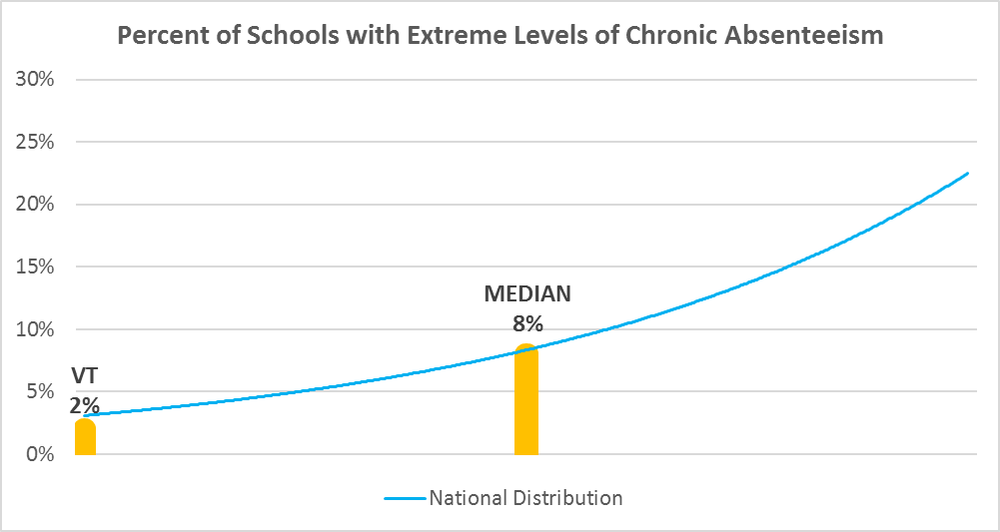 Percent of Schools with Extreme Levels of Chronic Absenteeism
30%
25%
20%
15%
10%
5%
0%
VT
2%
MEDIAN
8%
National Distribution